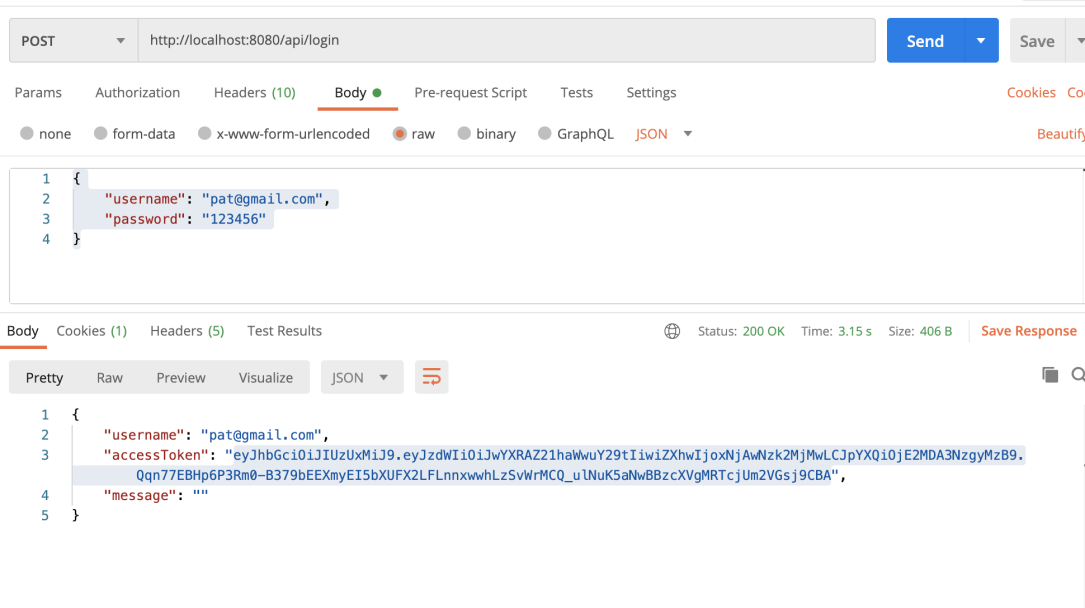 POST http://localhost:8080/api/login Send Save
Params Authorization Headers (10) Body Pre-request Script Tests Settings Cookies
none form-data x-www-form-urlencoded raw binary GraphQL JSON Beautify
1 {
2 "username": "pat@gmail.com",
3 "password": "123456"
4 }
Body Cookies (1) Headers (5) Test Results Status: 200 OK Time: 3.15 s Size: 406 B Save Response
Pretty Raw Preview Visualize JSON
1 {
2 "username": "pat@gmail.com",
3 "accessToken": "eyJhbGciOiJIUzUxMiJ9.eyJzdWIiOiJwYXRAZ21haWwuY29tIiwiZXhwIjoxNjAwNzk2MjMwLCJpYXQiOjE2MDA3NzgyMzB9.
Qqn77EBHp6P3Rm0-B379bEEXmyEI5bXUFX2LFLnnxwwhLzSvWrMCQ_ulNuK5aNwBBzcXVgMRTcjUm2VGsj9CBA",
4 "message": ""
5 }